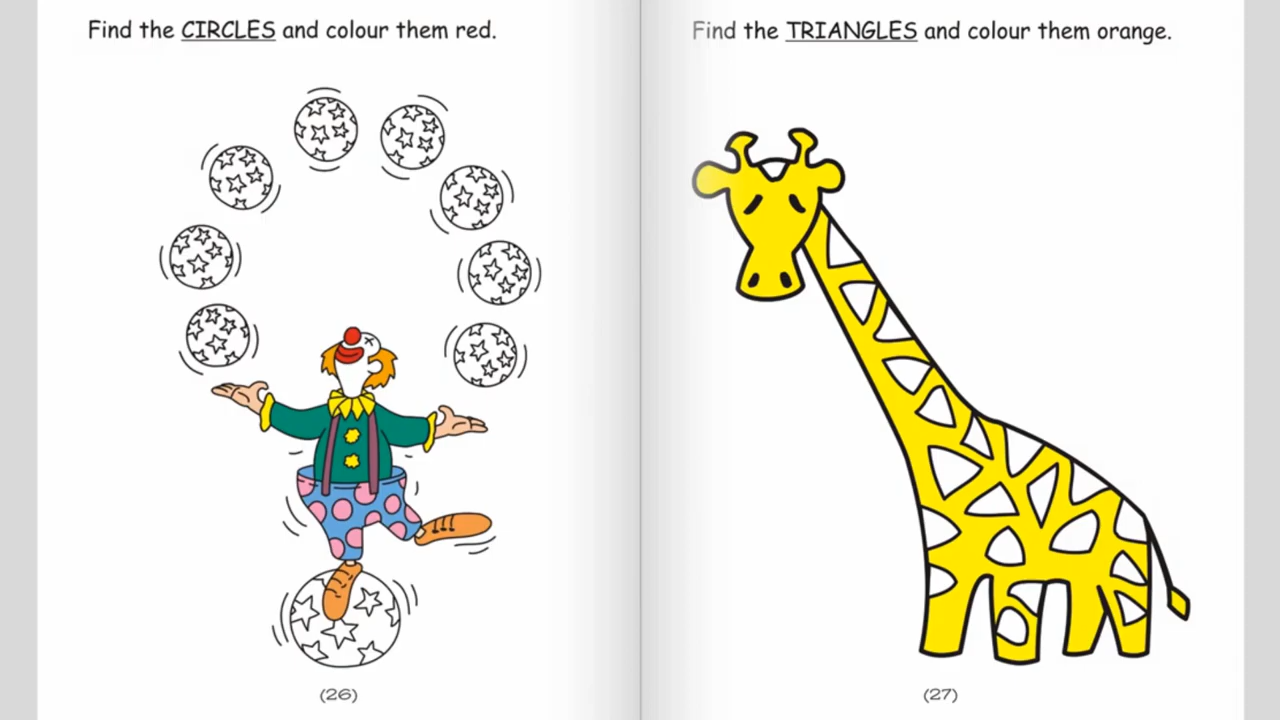 Find the CIRCLES and colour them red.
(26)
Find the TRIANGLES and colour them orange.
(27)